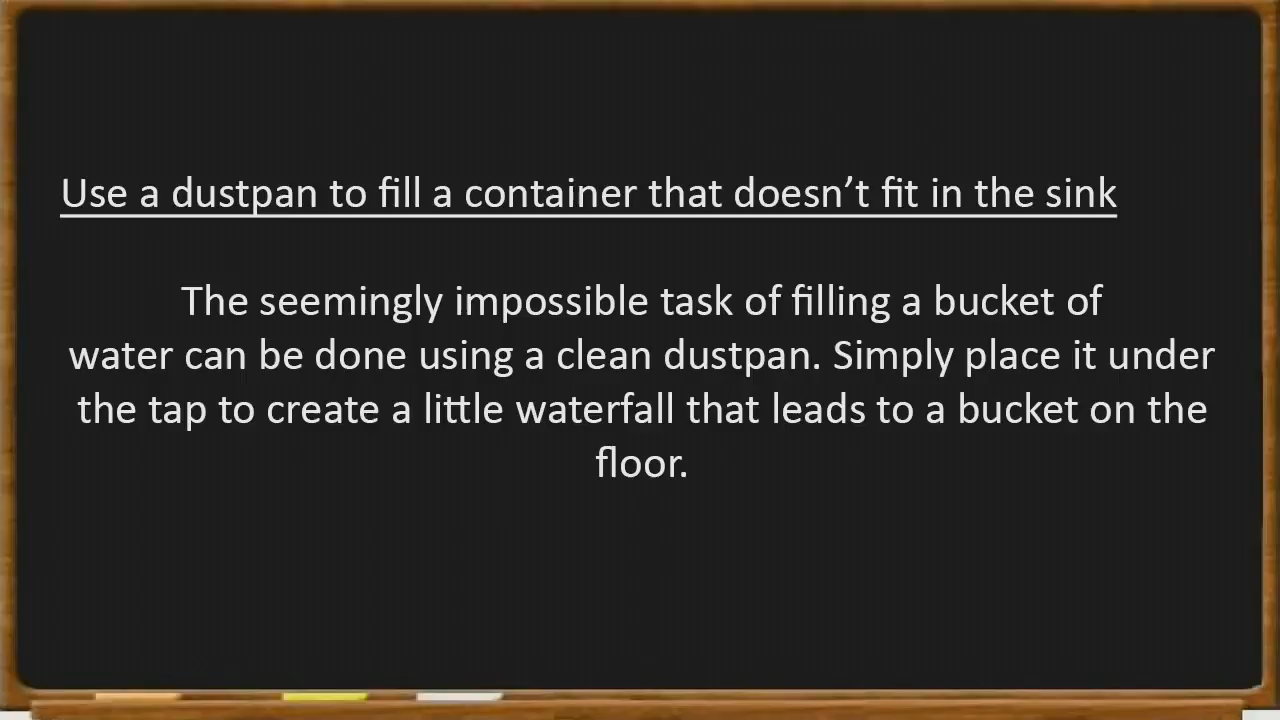 Use a dustpan to fill a container that doesn’t fit in the sink
The seemingly impossible task of filling a bucket of
water can be done using a clean dustpan. Simply place it under
the tap to create a little waterfall that leads to a bucket on the
floor.